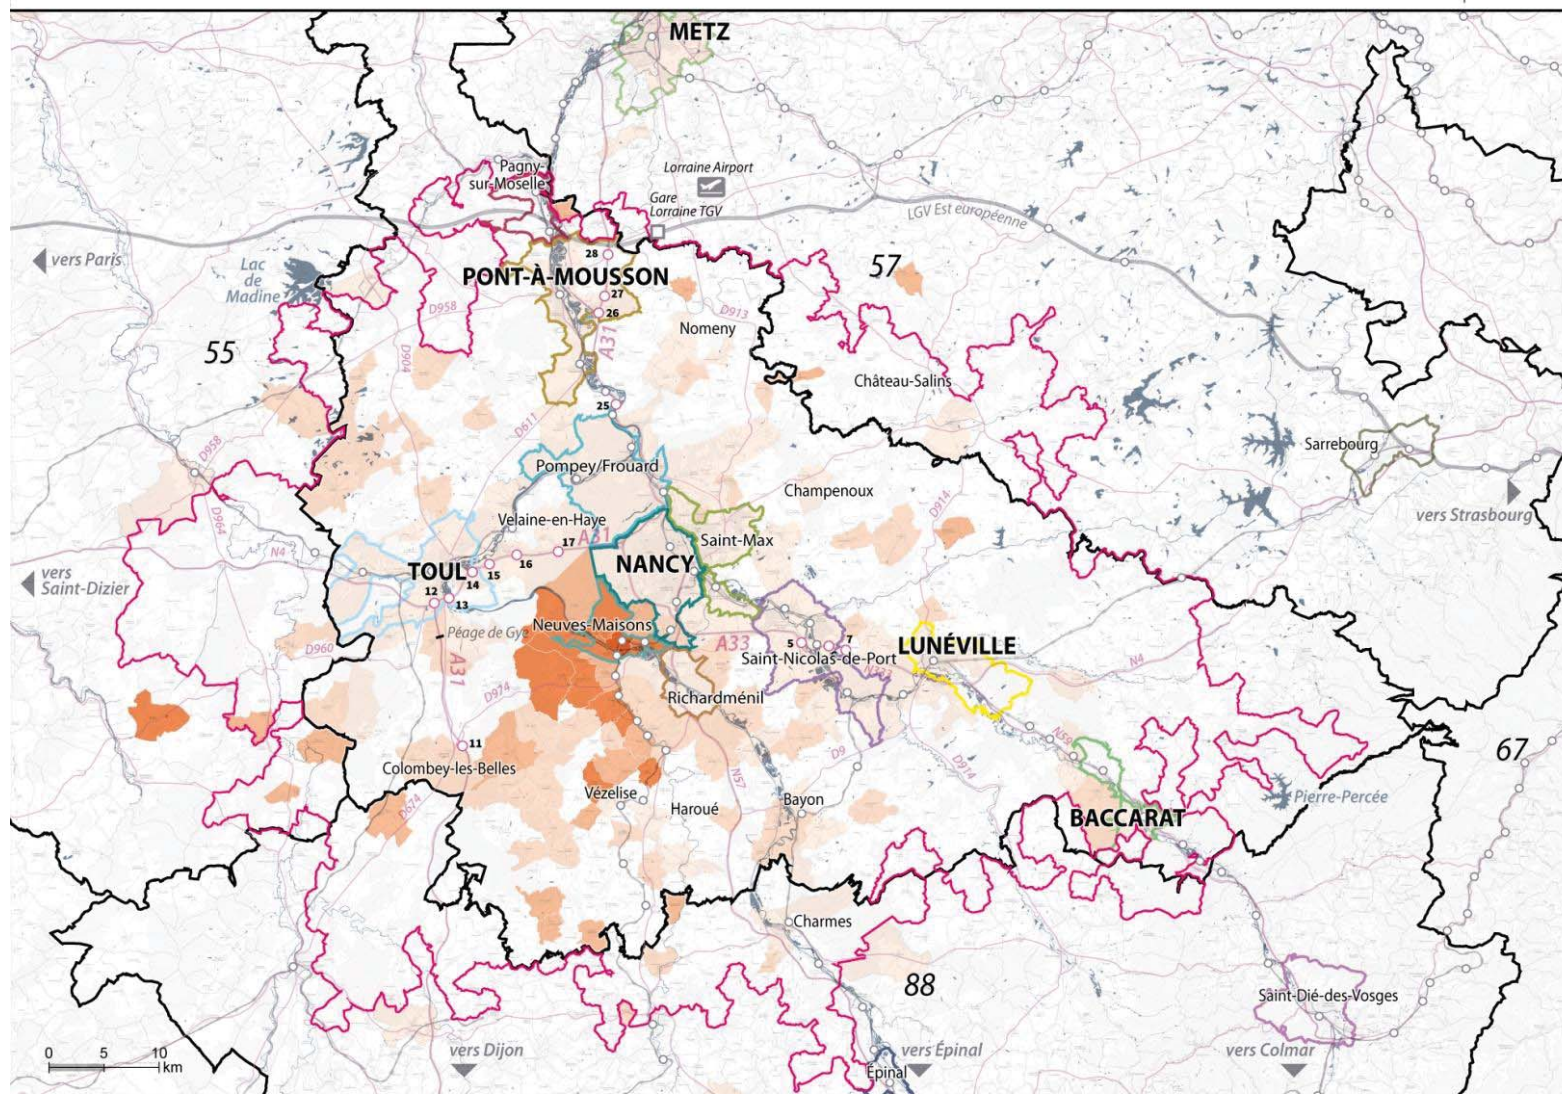 METZ
Pagny-
sur-Moselle
Lorraine Airport
Gare
Lorraine TGV
LGV Est européenne
vers Paris
Lac
de
Madine
PONT-À-MOUSSON
28
27
26
57
D958
D913
Nomeny
A31
55
D904
Château-Salins
25
D611
D958
Sarrebourg
Pompey/Frouard
Champenoux
D914
vers Strasbourg
D964
N4
Velaine-en-Haye
A31
Saint-Max
17
16
15
14
TOUL
NANCY
vers
Saint-Dizier
12
13
Péage de Gye
Neuves-Maisons
A33
5
7
Saint-Nicolas-de-Port
LUNÉVILLE
N4
D960
A31
D974
Richardménil
N333
11
Colombey-les-Belles
N57
D9
D914
N59
67
Vézelise
Haroué
Bayon
Pierre-Percée
D674
BACCARAT
Charmes
88
Saint-Dié-des-Vosges
0 5 10
km
vers Dijon
vers Épinal
vers Colmar
Épinal